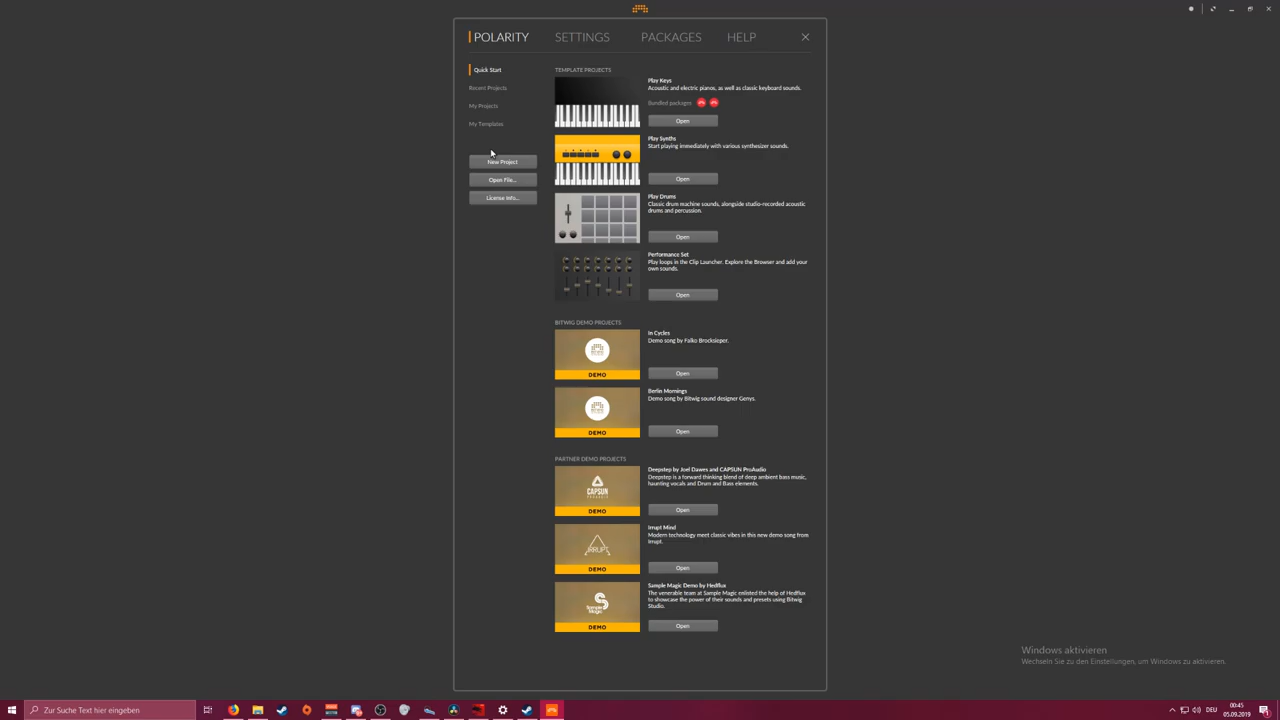 POLARITY SETTINGS PACKAGES HELP
Quick Start
Recent Projects
My Projects
My Templates
New Project
Open File...
License Info...
TEMPLATE PROJECTS
Play Keys
Acoustic and electric pianos, as well as classic keyboard sounds.
Bundled packages
Open
Play Synths
Start playing immediately with various synthesizer sounds.
Open
Play Drums
Classic drum machine sounds, alongside studio-recorded acoustic
drums and percussion.
Open
Performance Set
Play loops in the Clip Launcher. Explore the Browser and add your
own sounds.
Open
BITWIG DEMO PROJECTS
In Cycles
Demo song by Falko Brocksieper.
DEMO
Open
Berlin Mornings
Demo song by Bitwig sound designer Genys.
DEMO
Open
PARTNER DEMO PROJECTS
Deepstep by Joel Dawes and CAPSUN ProAudio
Deepstep is a forward thinking blend of deep ambient bass music,
haunting vocals and Drum and Bass elements.
CAPSUN
DEMO
Open
Irrupt Mind
Modern technology meet classic vibes in this new demo song from
Irrupt.
IRRUPT
DEMO
Open
Sample Magic Demo by Hedflux
The venerable team at Sample Magic enlisted the help of Hedflux
to showcase the power of their sounds and presets using Bitwig
Studio.
Sample
Magic
DEMO
Open
Windows aktivieren
Wechseln Sie zu den Einstellungen, um Windows zu aktivieren.
Zur Suche Text hier eingeben
DEU
00:45
05.09.2019